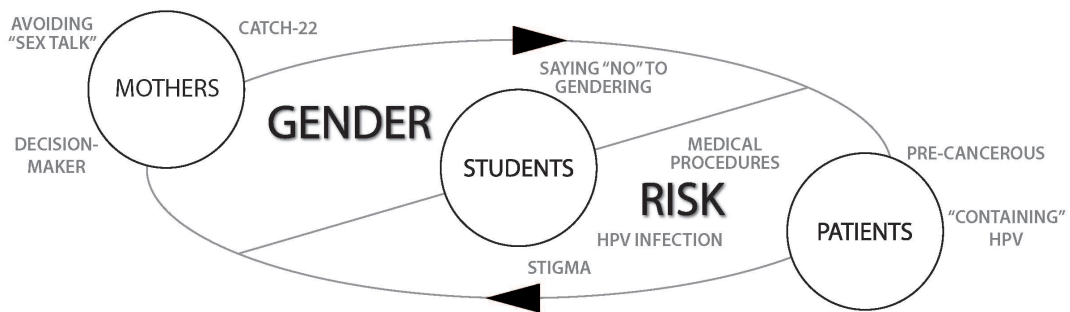 AVOIDING
“SEX TALK”
CATCH-22
MOTHERS
DECISION-
MAKER
GENDER
SAYING “NO” TO
GENDERING
STUDENTS
MEDICAL
PROCEDURES
RISK
HPV INFECTION
STIGMA
PRE-CANCEROUS
PATIENTS
“CONTAINING”
HPV